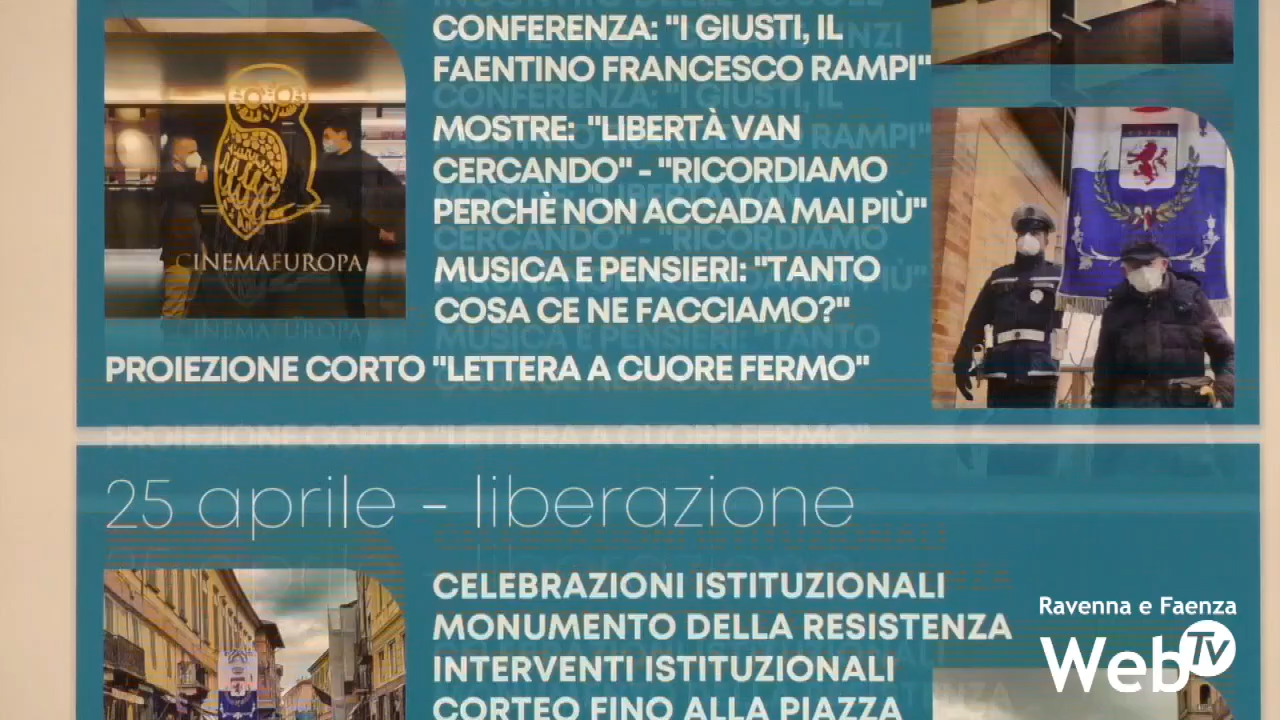 CONFERENZA: "I GIUSTI, IL
FAENTINO FRANCESCO RAMPI"
MOSTRE: "LIBERTÀ VAN
CERCANDO" - "RICORDIAMO
PERCHÈ NON ACCADA MAI PIÙ"
MUSICA E PENSIERI: "TANTO
COSA CE NE FACCIAMO?"
PROIEZIONE CORTO "LETTERA A CUORE FERMO"
CINEMAEUROPA
25 aprile - liberazione
CELEBRAZIONI ISTITUZIONALI
MONUMENTO DELLA RESISTENZA
INTERVENTI ISTITUZIONALI
CORTEO FINO ALLA PIAZZA
Ravenna e Faenza
WebTv